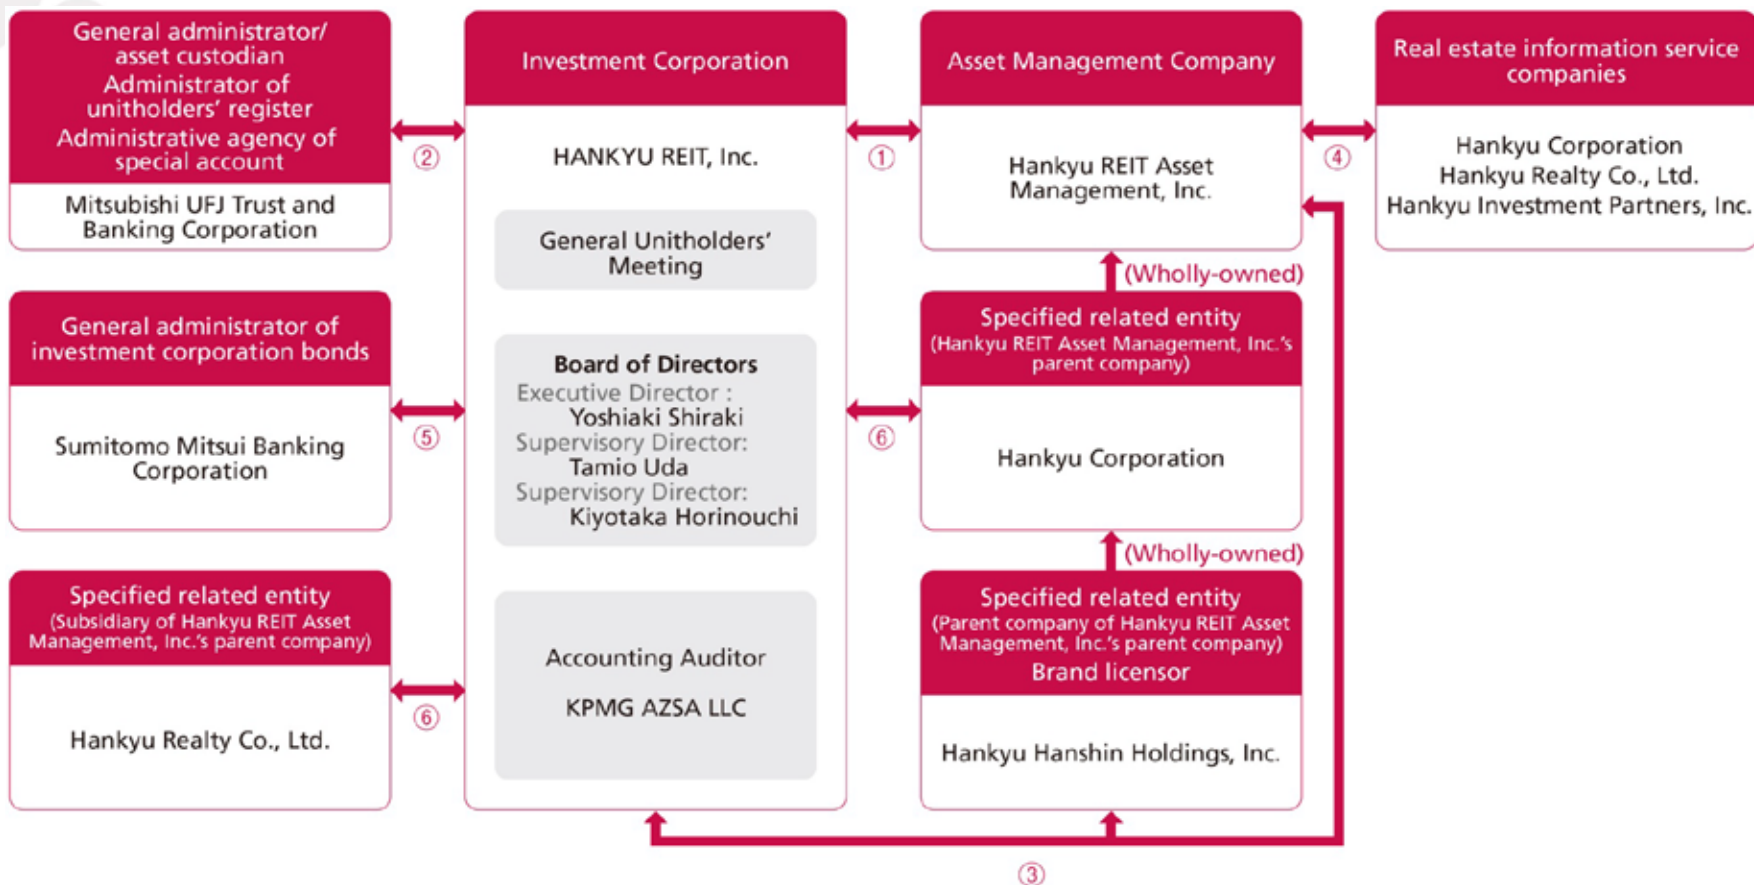 General administrator/
asset custodian
Administrator of
unitholders' register
Administrative agency of
special account
Mitsubishi UFJ Trust and
Banking Corporation
②
Investment Corporation
HANKYU REIT, Inc.
General Unitholders'
Meeting
Board of Directors
Executive Director :
Yoshiaki Shiraki
Supervisory Director:
Tamio Uda
Supervisory Director:
Kiyotaka Horinouchi
Accounting Auditor
KPMG AZSA LLC
①
Asset Management Company
Hankyu REIT Asset
Management, Inc.
④
Real estate information service
companies
Hankyu Corporation
Hankyu Realty Co., Ltd.
Hankyu Investment Partners, Inc.
(Wholly-owned)
General administrator of
investment corporation bonds
Sumitomo Mitsui Banking
Corporation
⑤
⑥
Specified related entity
(Hankyu REIT Asset Management, Inc.'s
parent company)
Hankyu Corporation
(Wholly-owned)
Specified related entity
(Subsidiary of Hankyu REIT Asset
Management, Inc.'s parent company)
Hankyu Realty Co., Ltd.
⑥
Specified related entity
(Parent company of Hankyu REIT Asset
Management, Inc.'s parent company)
Brand licensor
Hankyu Hanshin Holdings, Inc.
③